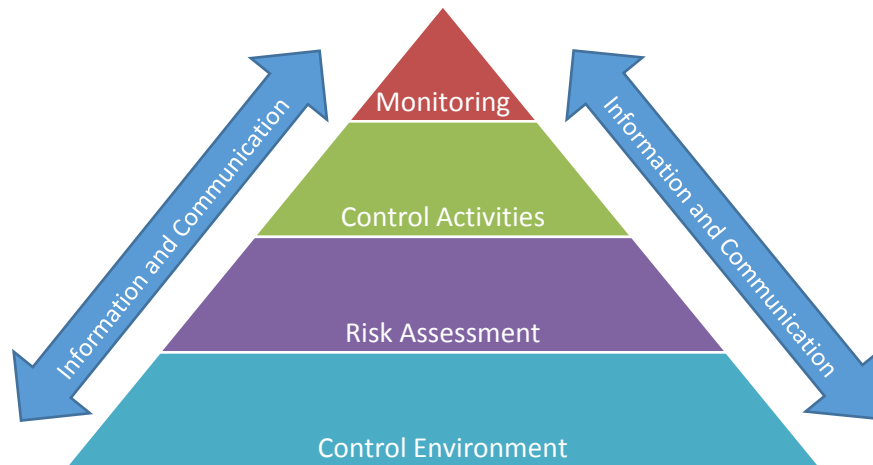 Monitoring
Information and Communication
Information and Communication
Control Activities
Risk Assessment
Control Environment